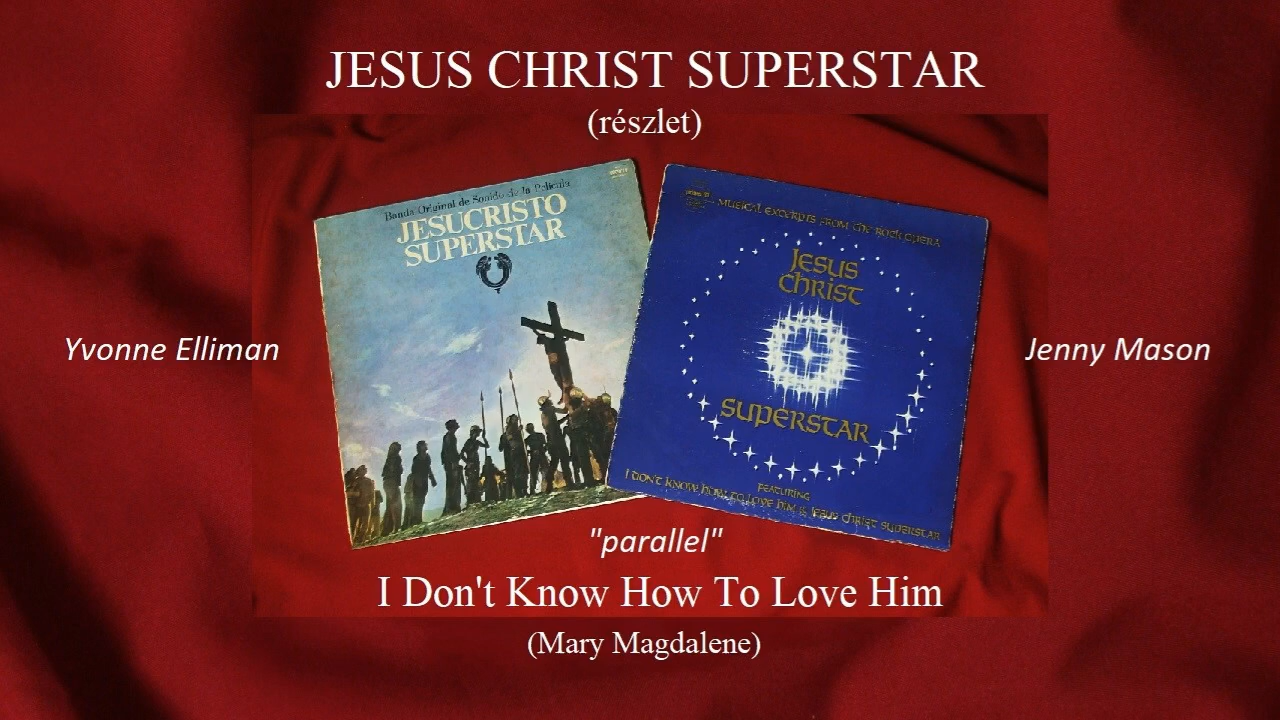 JESUS CHRIST SUPERSTAR
(részlet)
Banda Original de Sonido de la Película
JESUCRISTO
SUPERSTAR
MUSICAL EXCERPTS FROM THE ROCK OPERA
JESUS
CHRIST
SUPERSTAR
FEATURING
I DON'T KNOW HOW TO LOVE HIM & JESUS CHRIST SUPERSTAR
Yvonne Elliman
Jenny Mason
"parallel"
I Don't Know How To Love Him
(Mary Magdalene)